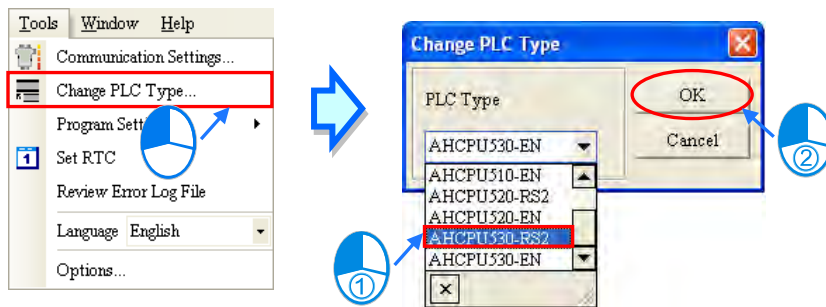 Tools Window Help
Communication Settings...
Change PLC Type...
Program Sett
1 Set RTC
Review Error Log File
Language English
Options...
Change PLC Type
PLC Type
OK
Cancel
AHCPU530-EN
AHCPU510-EN
AHCPU520-RS2
AHCPU520-EN
AHCPU530-RS2
AHCPU530-EN
①
②